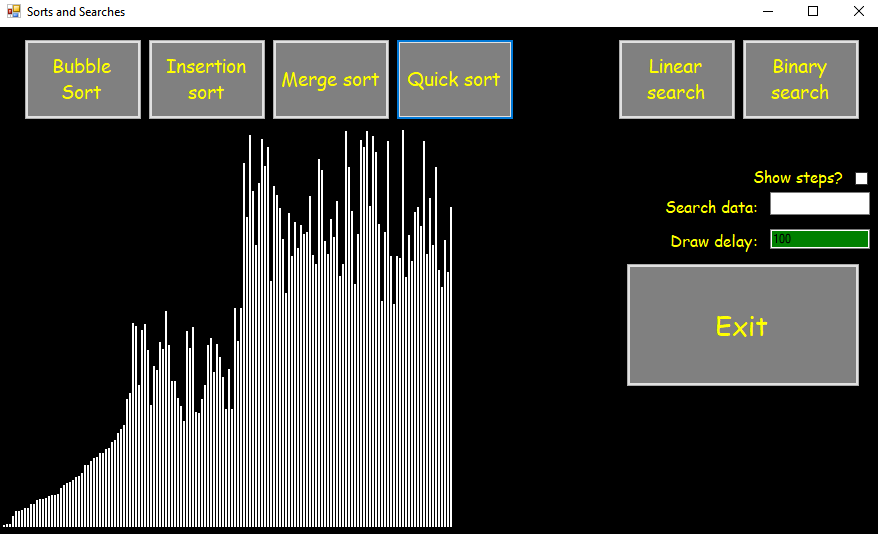 Sorts and Searches
Bubble
Sort
Insertion
sort
Merge sort
Quick sort
Linear
search
Binary
search
Show steps?
Search data:
Draw delay:
100
Exit